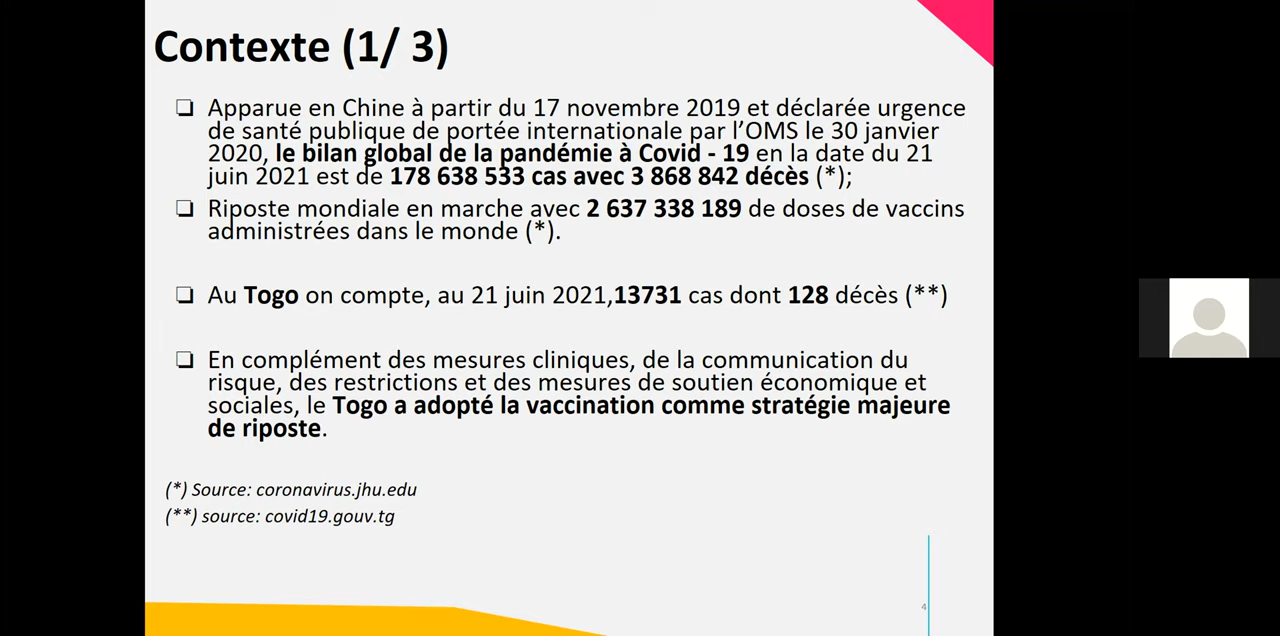 Contexte (1/ 3)
❑ Apparue en Chine à partir du 17 novembre 2019 et déclarée urgence
de santé publique de portée internationale par l'OMS le 30 janvier
2020, le bilan global de la pandémie à Covid - 19 en la date du 21
juin 2021 est de 178 638 533 cas avec 3 868 842 décès (*);
❑ Riposte mondiale en marche avec 2 637 338 189 de doses de vaccins
administrées dans le monde (*).
❑ Au Togo on compte, au 21 juin 2021,13731 cas dont 128 décès (**)
❑ En complément des mesures cliniques, de la communication du
risque, des restrictions et des mesures de soutien économique et
sociales, le Togo a adopté la vaccination comme stratégie majeure
de riposte.
(*) Source: coronavirus.jhu.edu
(**) source: covid19.gouv.tg
4